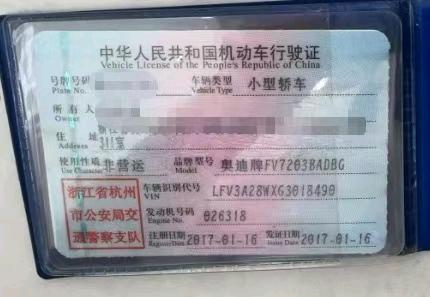 中华人民共和国机动车行驶证
Vehicle License of the People's Republic of China
号牌号码 车辆类型 小型轿车
Plate No. Vehicle Type
所有人
Owner
住址
Address 311室
使用性质 非营运 品牌型号 奥迪牌FV7203BADBG
Use Character Model
浙江省杭州 车辆识别代号 LFV3A28WXG3018490
VIN
市公安局交 发动机号码 026318
Engine No.
通警察支队 注册日期 2017-01-16 发证日期 2017-01-16
Register Date Issue Date